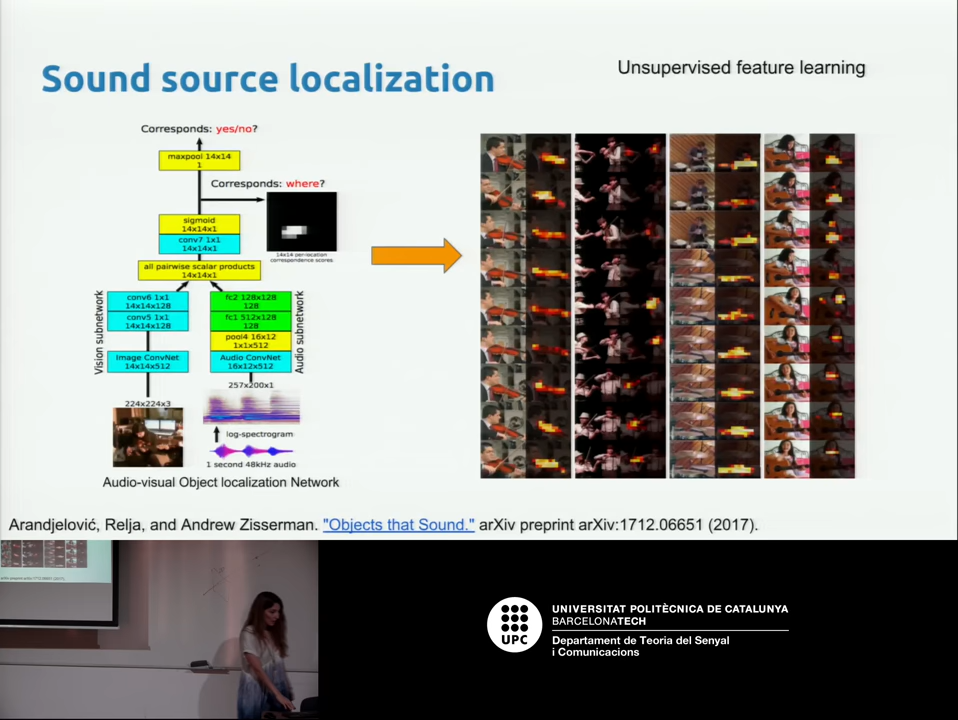 Sound source localization
Unsupervised feature learning
Corresponds: yes/no?
maxpool 14x14
1
Corresponds: where?
sigmoid
14x14x1
conv7 1x1
14x14x1
14x14 per-location
correspondence scores
all pairwise scalar products
14x14x1
Vision subnetwork
conv6 1x1
14x14x128
conv5 1x1
14x14x128
Image ConvNet
14x14x512
224x224x3
fc2 128x128
128
fc1 512x128
128
pool4 16x12
1x1x512
Audio ConvNet
16x12x512
Audio subnetwork
257x200x1
log-spectrogram
1 second 48kHz audio
Audio-visual Object localization Network
Arandjelović, Relja, and Andrew Zisserman. "Objects that Sound." arXiv preprint arXiv:1712.06651 (2017).
UPC
UNIVERSITAT POLITÈCNICA DE CATALUNYA
BARCELONATECH
Departament de Teoria del Senyal
i Comunicacions